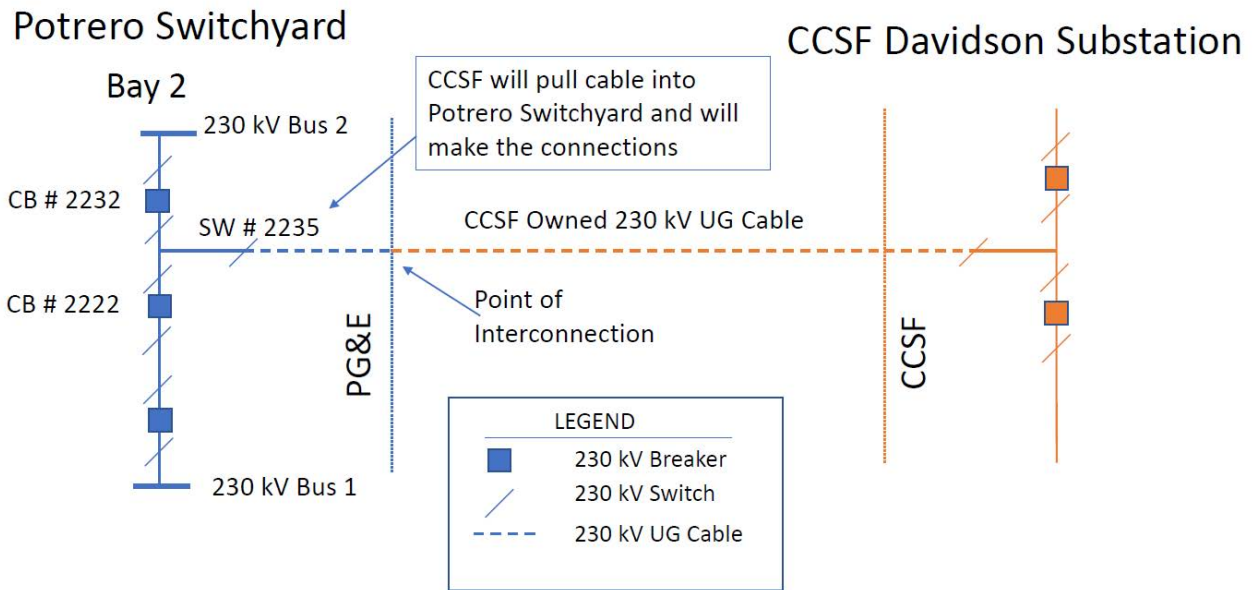 Potrero Switchyard
CCSF Davidson Substation
Bay 2
CCSF will pull cable into
Potrero Switchyard and will
make the connections
230 kV Bus 2
CB # 2232
SW # 2235
CCSF Owned 230 kV UG Cable
CB # 2222
Point of
Interconnection
PG&E
CCSF
230 kV Bus 1
LEGEND
230 kV Breaker
230 kV Switch
230 kV UG Cable